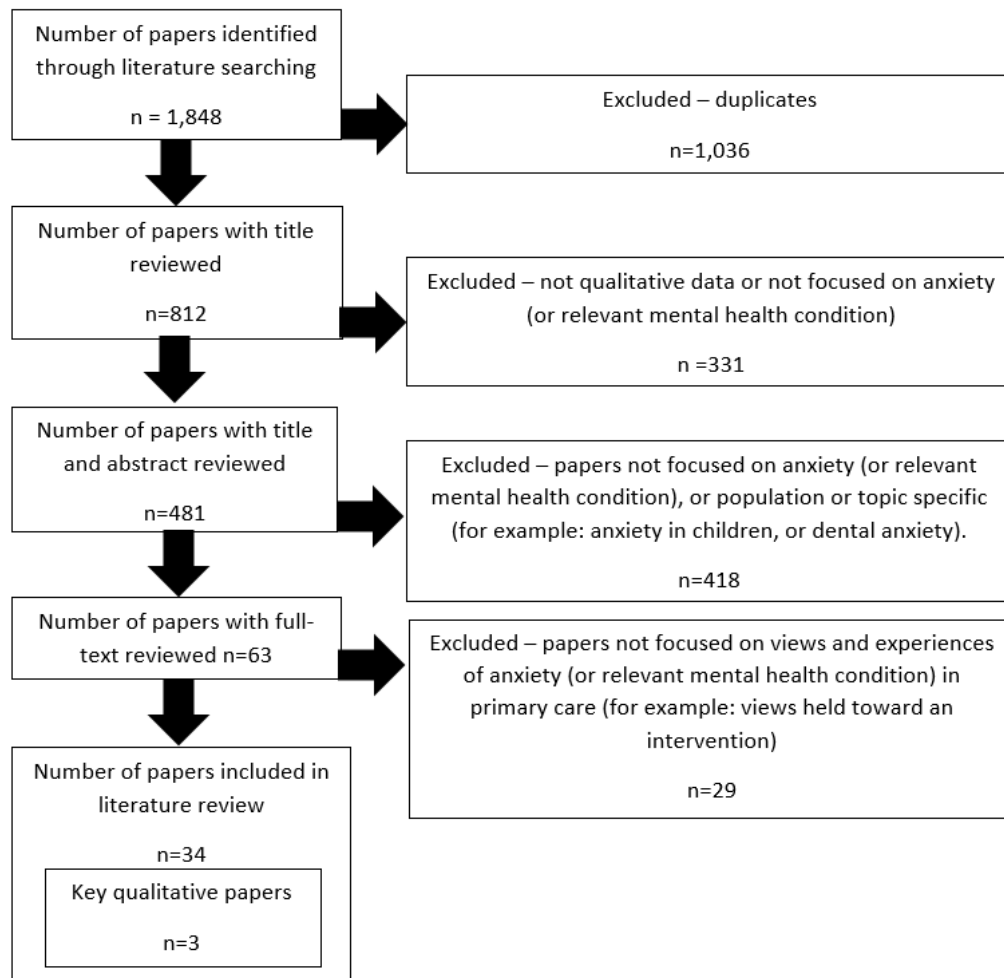 Number of papers identified
through literature searching
n = 1,848
Excluded – duplicates
n=1,036
Number of papers with title
reviewed
n=812
Excluded – not qualitative data or not focused on anxiety
(or relevant mental health condition)
n =331
Number of papers with title
and abstract reviewed
n=481
Excluded – papers not focused on anxiety (or relevant
mental health condition), or population or topic specific
(for example: anxiety in children, or dental anxiety).
n=418
Number of papers with full-
text reviewed n=63
Excluded – papers not focused on views and experiences
of anxiety (or relevant mental health condition) in
primary care (for example: views held toward an
intervention)
n=29
Number of papers included in
literature review
n=34
Key qualitative papers
n=3